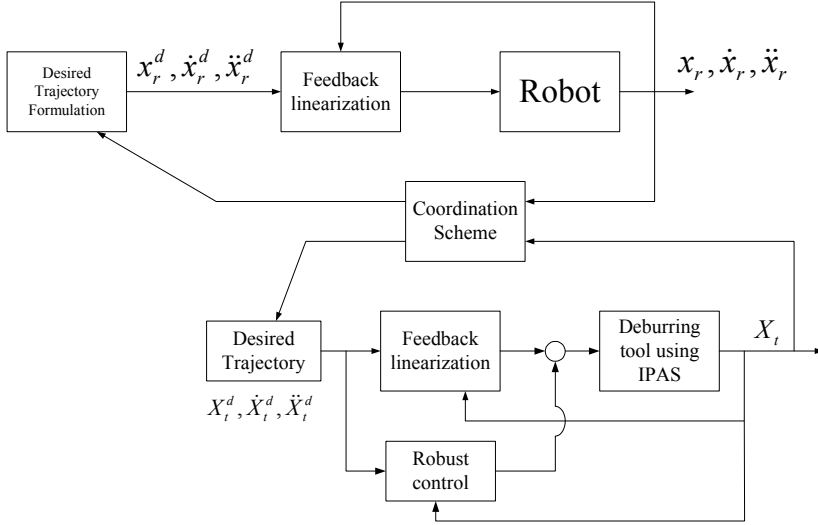 Desired
Trajectory
Formulation
x_r^d, ẋ_r^d, ẍ_r^d
Feedback
linearization
Robot
x_r, ẋ_r, ẍ_r
Coordination
Scheme
Desired
Trajectory
X_t^d, Ẋ_t^d, Ẍ_t^d
Feedback
linearization
Deburring
tool using
IPAS
X_t
Robust
control